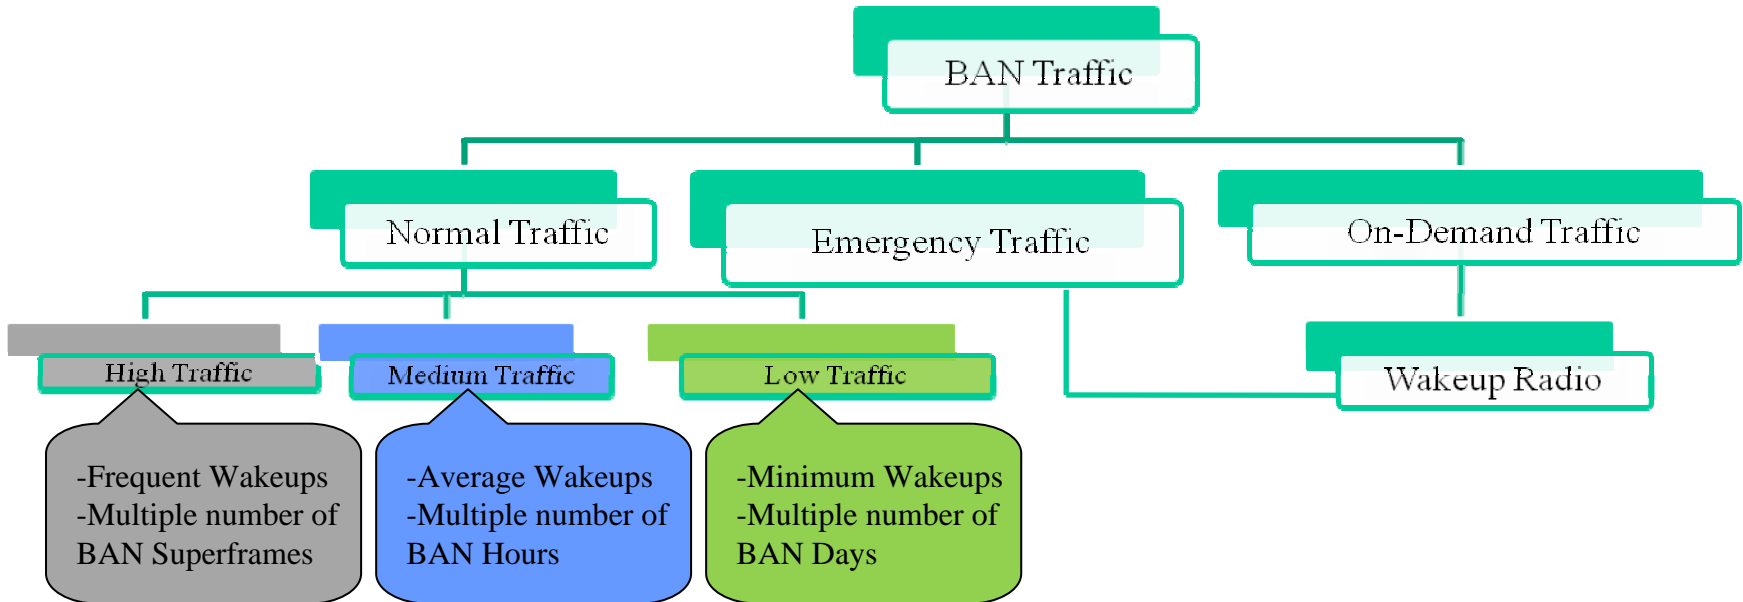 BAN Traffic
Normal Traffic
Emergency Traffic
On-Demand Traffic
High Traffic
Medium Traffic
Low Traffic
Wakeup Radio
-Frequent Wakeups
-Multiple number of
BAN Superframes
-Average Wakeups
-Multiple number of
BAN Hours
-Minimum Wakeups
-Multiple number of
BAN Days